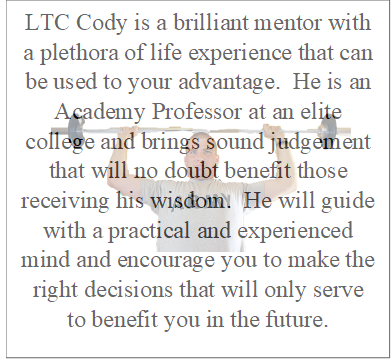 LTC Cody is a brilliant mentor with
a plethora of life experience that can
be used to your advantage.  He is an
Academy Professor at an elite
college and brings sound judgement
that will no doubt benefit those
receiving his wisdom.  He will guide
with a practical and experienced
mind and encourage you to make the
right decisions that will only serve
to benefit you in the future.